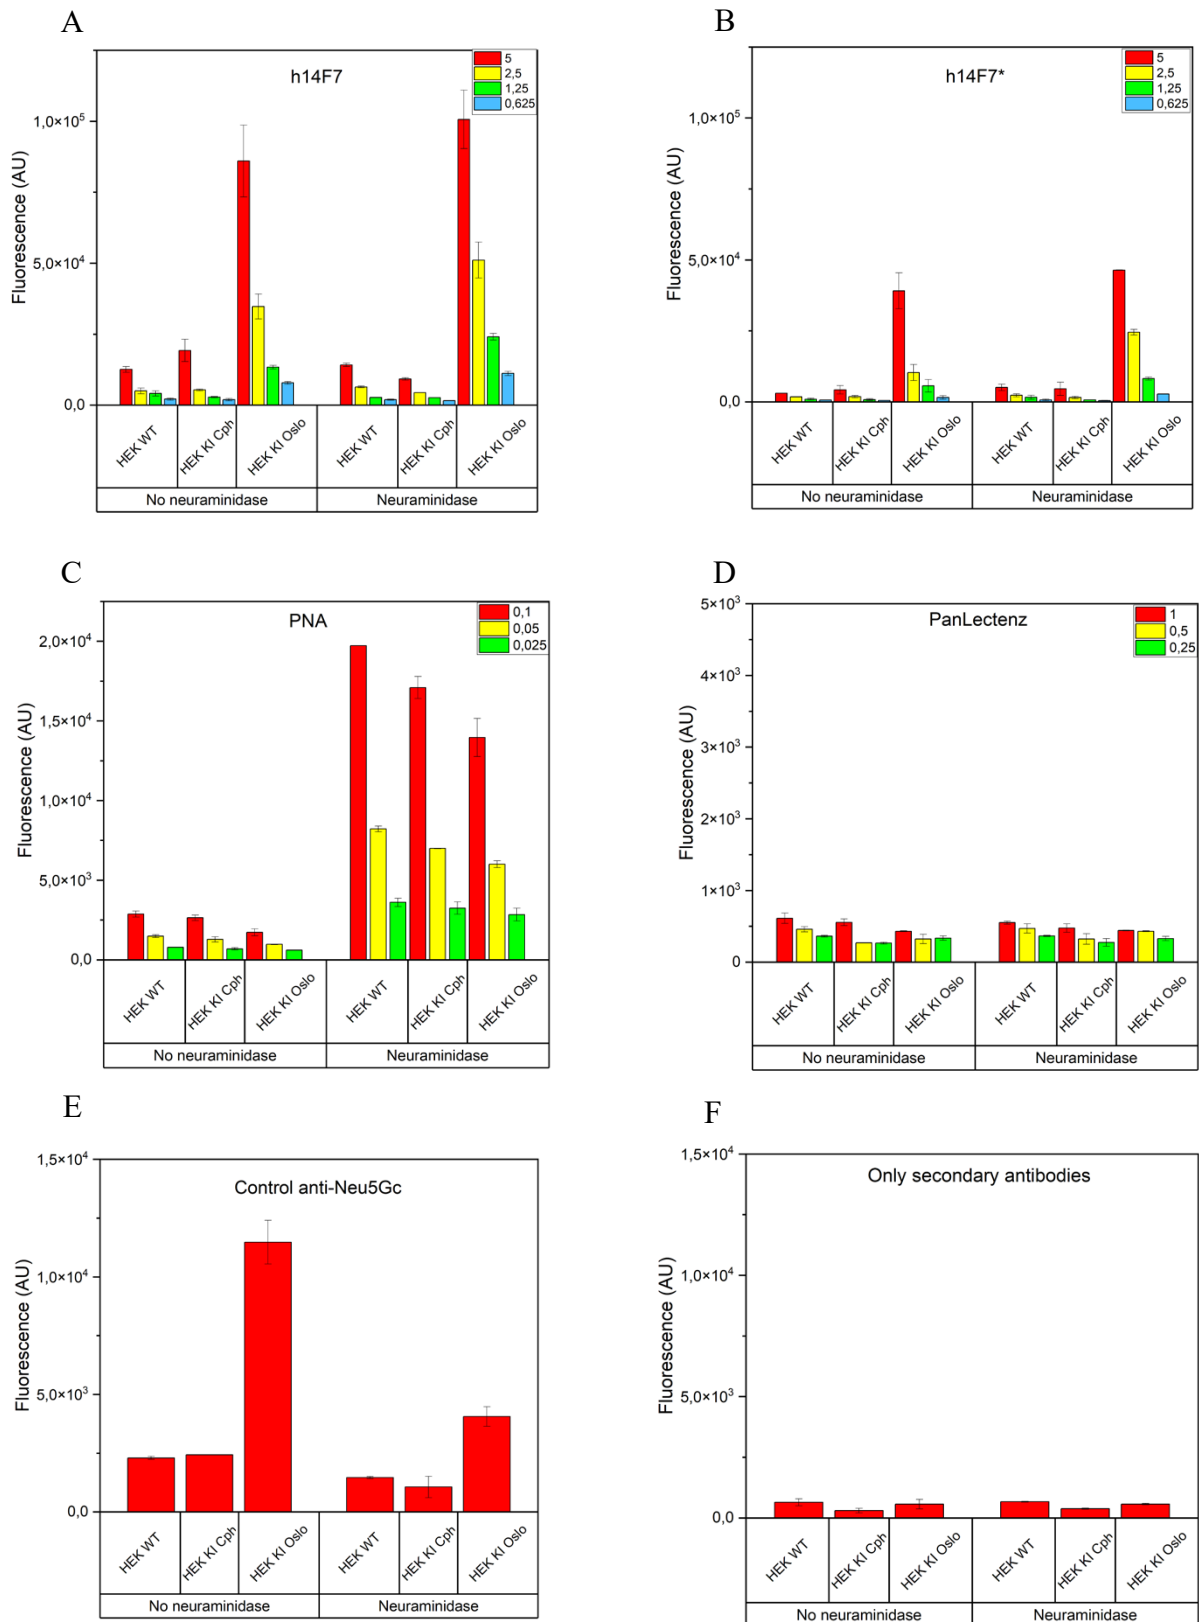 A
h14F7
5
2,5
1,25
0,625
Fluorescence (AU)
1,0×10⁵
5,0×10⁴
0,0
HEK WT
HEK KI Cph
HEK KI Oslo
HEK WT
HEK KI Cph
HEK KI Oslo
No neuraminidase
Neuraminidase
B
h14F7*
5
2,5
1,25
0,625
Fluorescence (AU)
1,0×10⁵
5,0×10⁴
0,0
HEK WT
HEK KI Cph
HEK KI Oslo
HEK WT
HEK KI Cph
HEK KI Oslo
No neuraminidase
Neuraminidase
C
PNA
0,1
0,05
0,025
Fluorescence (AU)
2,0×10⁴
1,5×10⁴
1,0×10⁴
5,0×10³
0,0
HEK WT
HEK KI Cph
HEK KI Oslo
HEK WT
HEK KI Cph
HEK KI Oslo
No neuraminidase
Neuraminidase
D
PanLectenz
1
0,5
0,25
Fluorescence (AU)
5×10³
4×10³
3×10³
2×10³
1×10³
0
HEK WT
HEK KI Cph
HEK KI Oslo
HEK WT
HEK KI Cph
HEK KI Oslo
No neuraminidase
Neuraminidase
E
Control anti-Neu5Gc
Fluorescence (AU)
1,5×10⁴
1,0×10⁴
5,0×10³
0,0
HEK WT
HEK KI Cph
HEK KI Oslo
HEK WT
HEK KI Cph
HEK KI Oslo
No neuraminidase
Neuraminidase
F
Only secondary antibodies
Fluorescence (AU)
1,5×10⁴
1,0×10⁴
5,0×10³
0,0
HEK WT
HEK KI Cph
HEK KI Oslo
HEK WT
HEK KI Cph
HEK KI Oslo
No neuraminidase
Neuraminidase